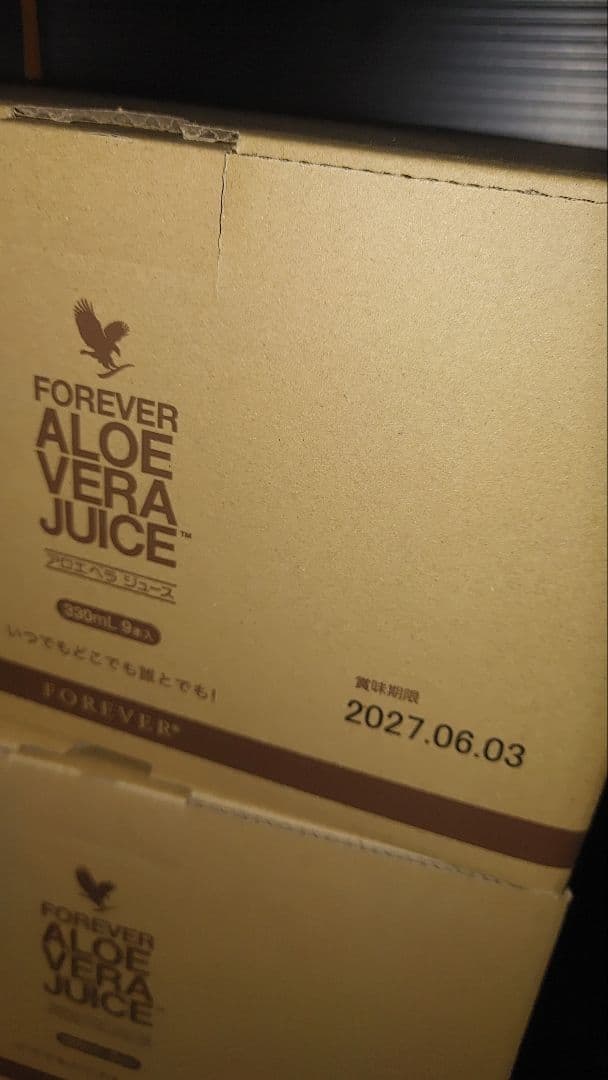 FOREVER
ALOE
VERA
JUICE™
アロエベラ ジュース
330mL 9本入
いつでもどこでも誰とでも!
FOREVER®
賞味期限
2027.06.03
FOREVER
ALOE
VERA
JUICE